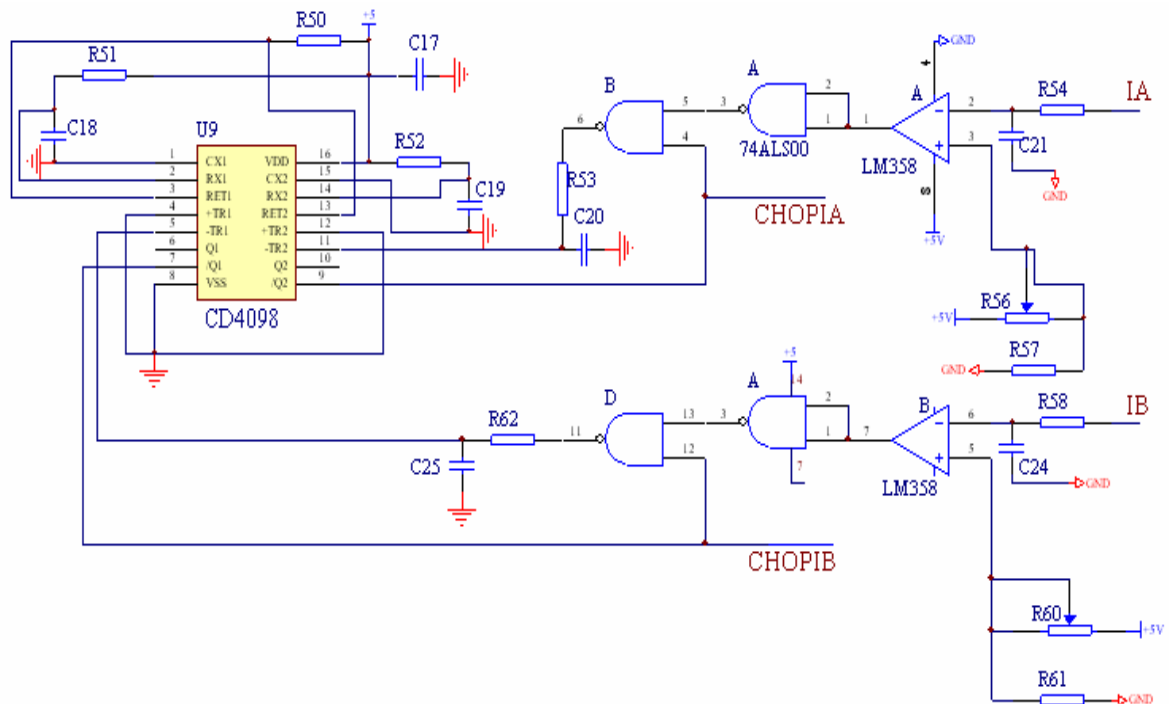 R50
+5
C17
GND
R51
B
A
4
A
R54
IA
C18
U9
6
5
3
2
2
1
1
3
C21
R52
4
74ALS00
LM358
GND
1
CX1
VDD
16
2
RX1
CX2
15
C19
R53
8
3
RET1
RX2
14
4
+TR1
RET2
13
C20
CHOPIA
5
-TR1
+TR2
12
+5V
6
Q1
-TR2
11
7
/Q1
Q2
10
8
VSS
/Q2
9
CD4098
R56
+5V
R57
GND
+5
D
A
14
B
R58
IB
R62
11
13
3
2
1
7
6
5
12
C25
7
LM358
C24
GND
CHOPIB
R60
+5V
R61
GND